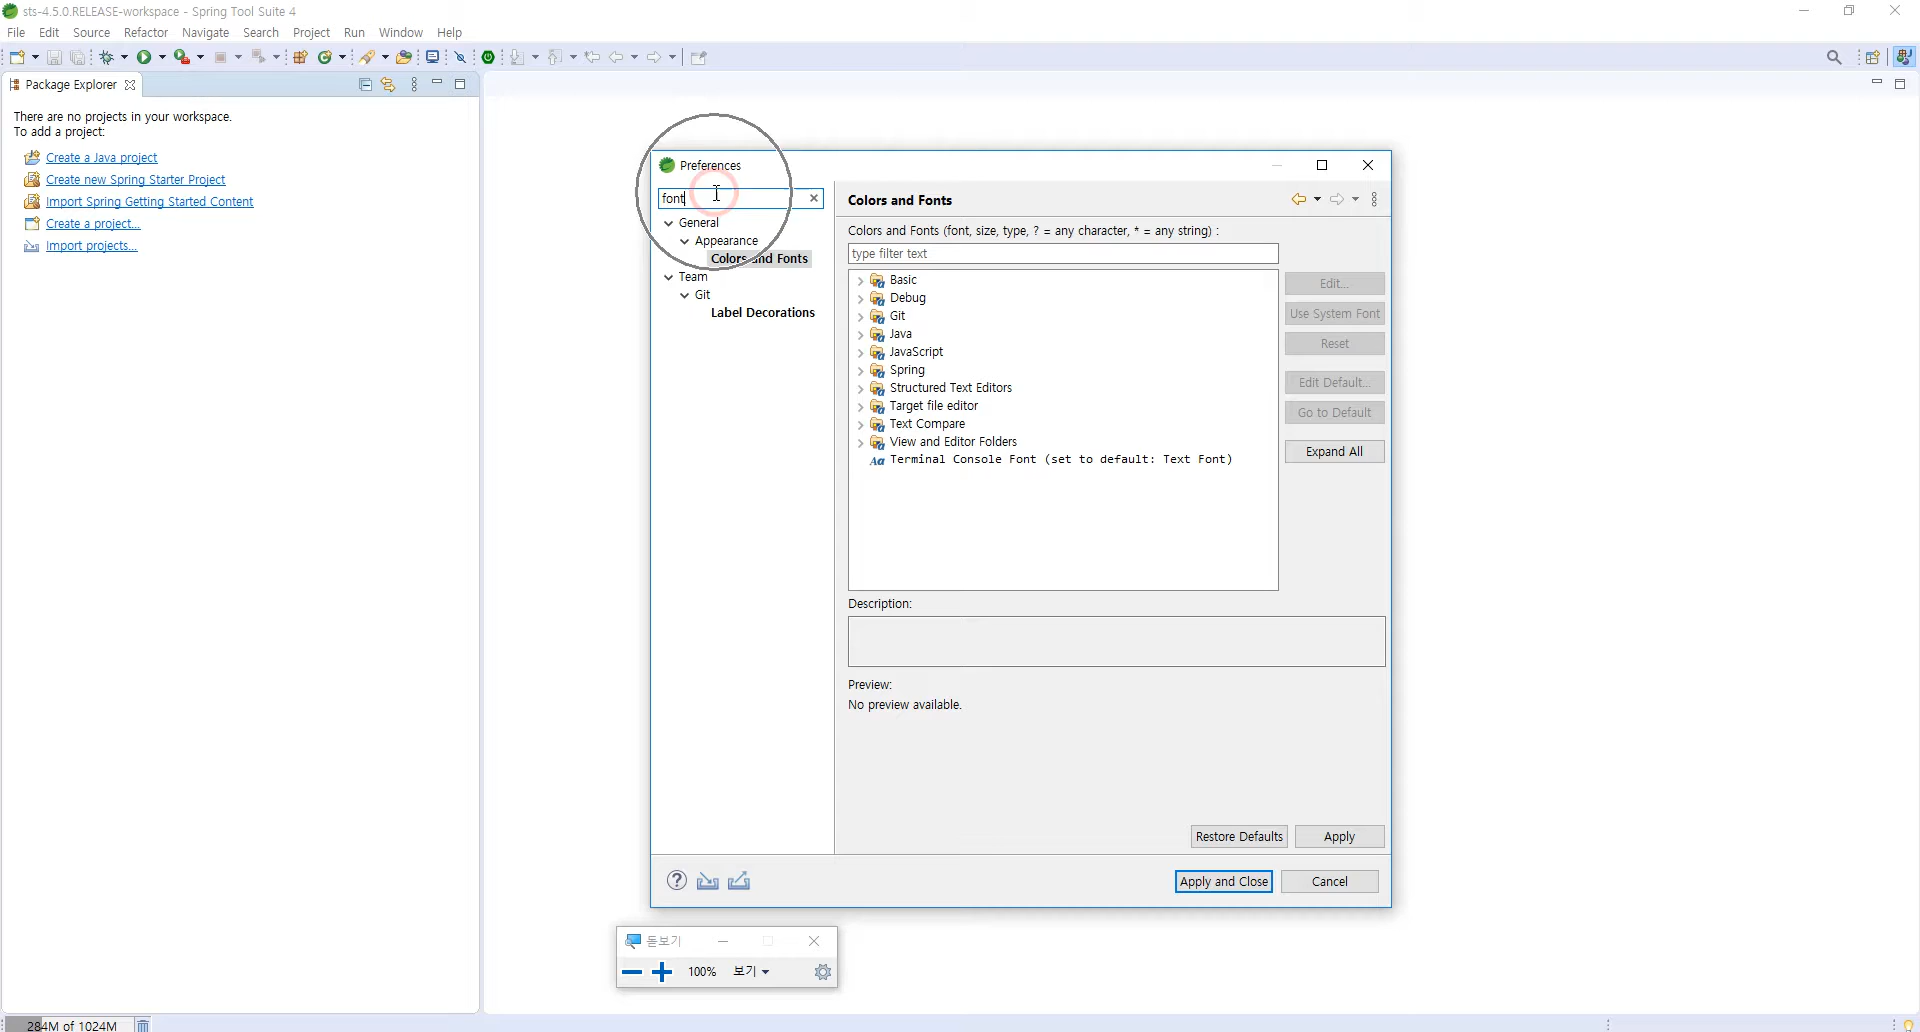 sts-4.5.0.RELEASE-workspace - Spring Tool Suite 4
File Edit Source Refactor Navigate Search Project Run Window Help
Package Explorer
There are no projects in your workspace.
To add a project:
Create a Java project
Create new Spring Starter Project
Import Spring Getting Started Content
Create a project...
Import projects...
Preferences
font
General
Appearance
Colors and Fonts
Team
Git
Label Decorations
Colors and Fonts
Colors and Fonts (font, size, type, ? = any character, * = any string) :
type filter text
Basic
Debug
Git
Java
JavaScript
Spring
Structured Text Editors
Target file editor
Text Compare
View and Editor Folders
Aa Terminal Console Font (set to default: Text Font)
Edit...
Use System Font
Reset
Edit Default...
Go to Default
Expand All
Description:
Preview:
No preview available.
Restore Defaults Apply
Apply and Close Cancel
돋보기
100% 보기
284M of 1024M